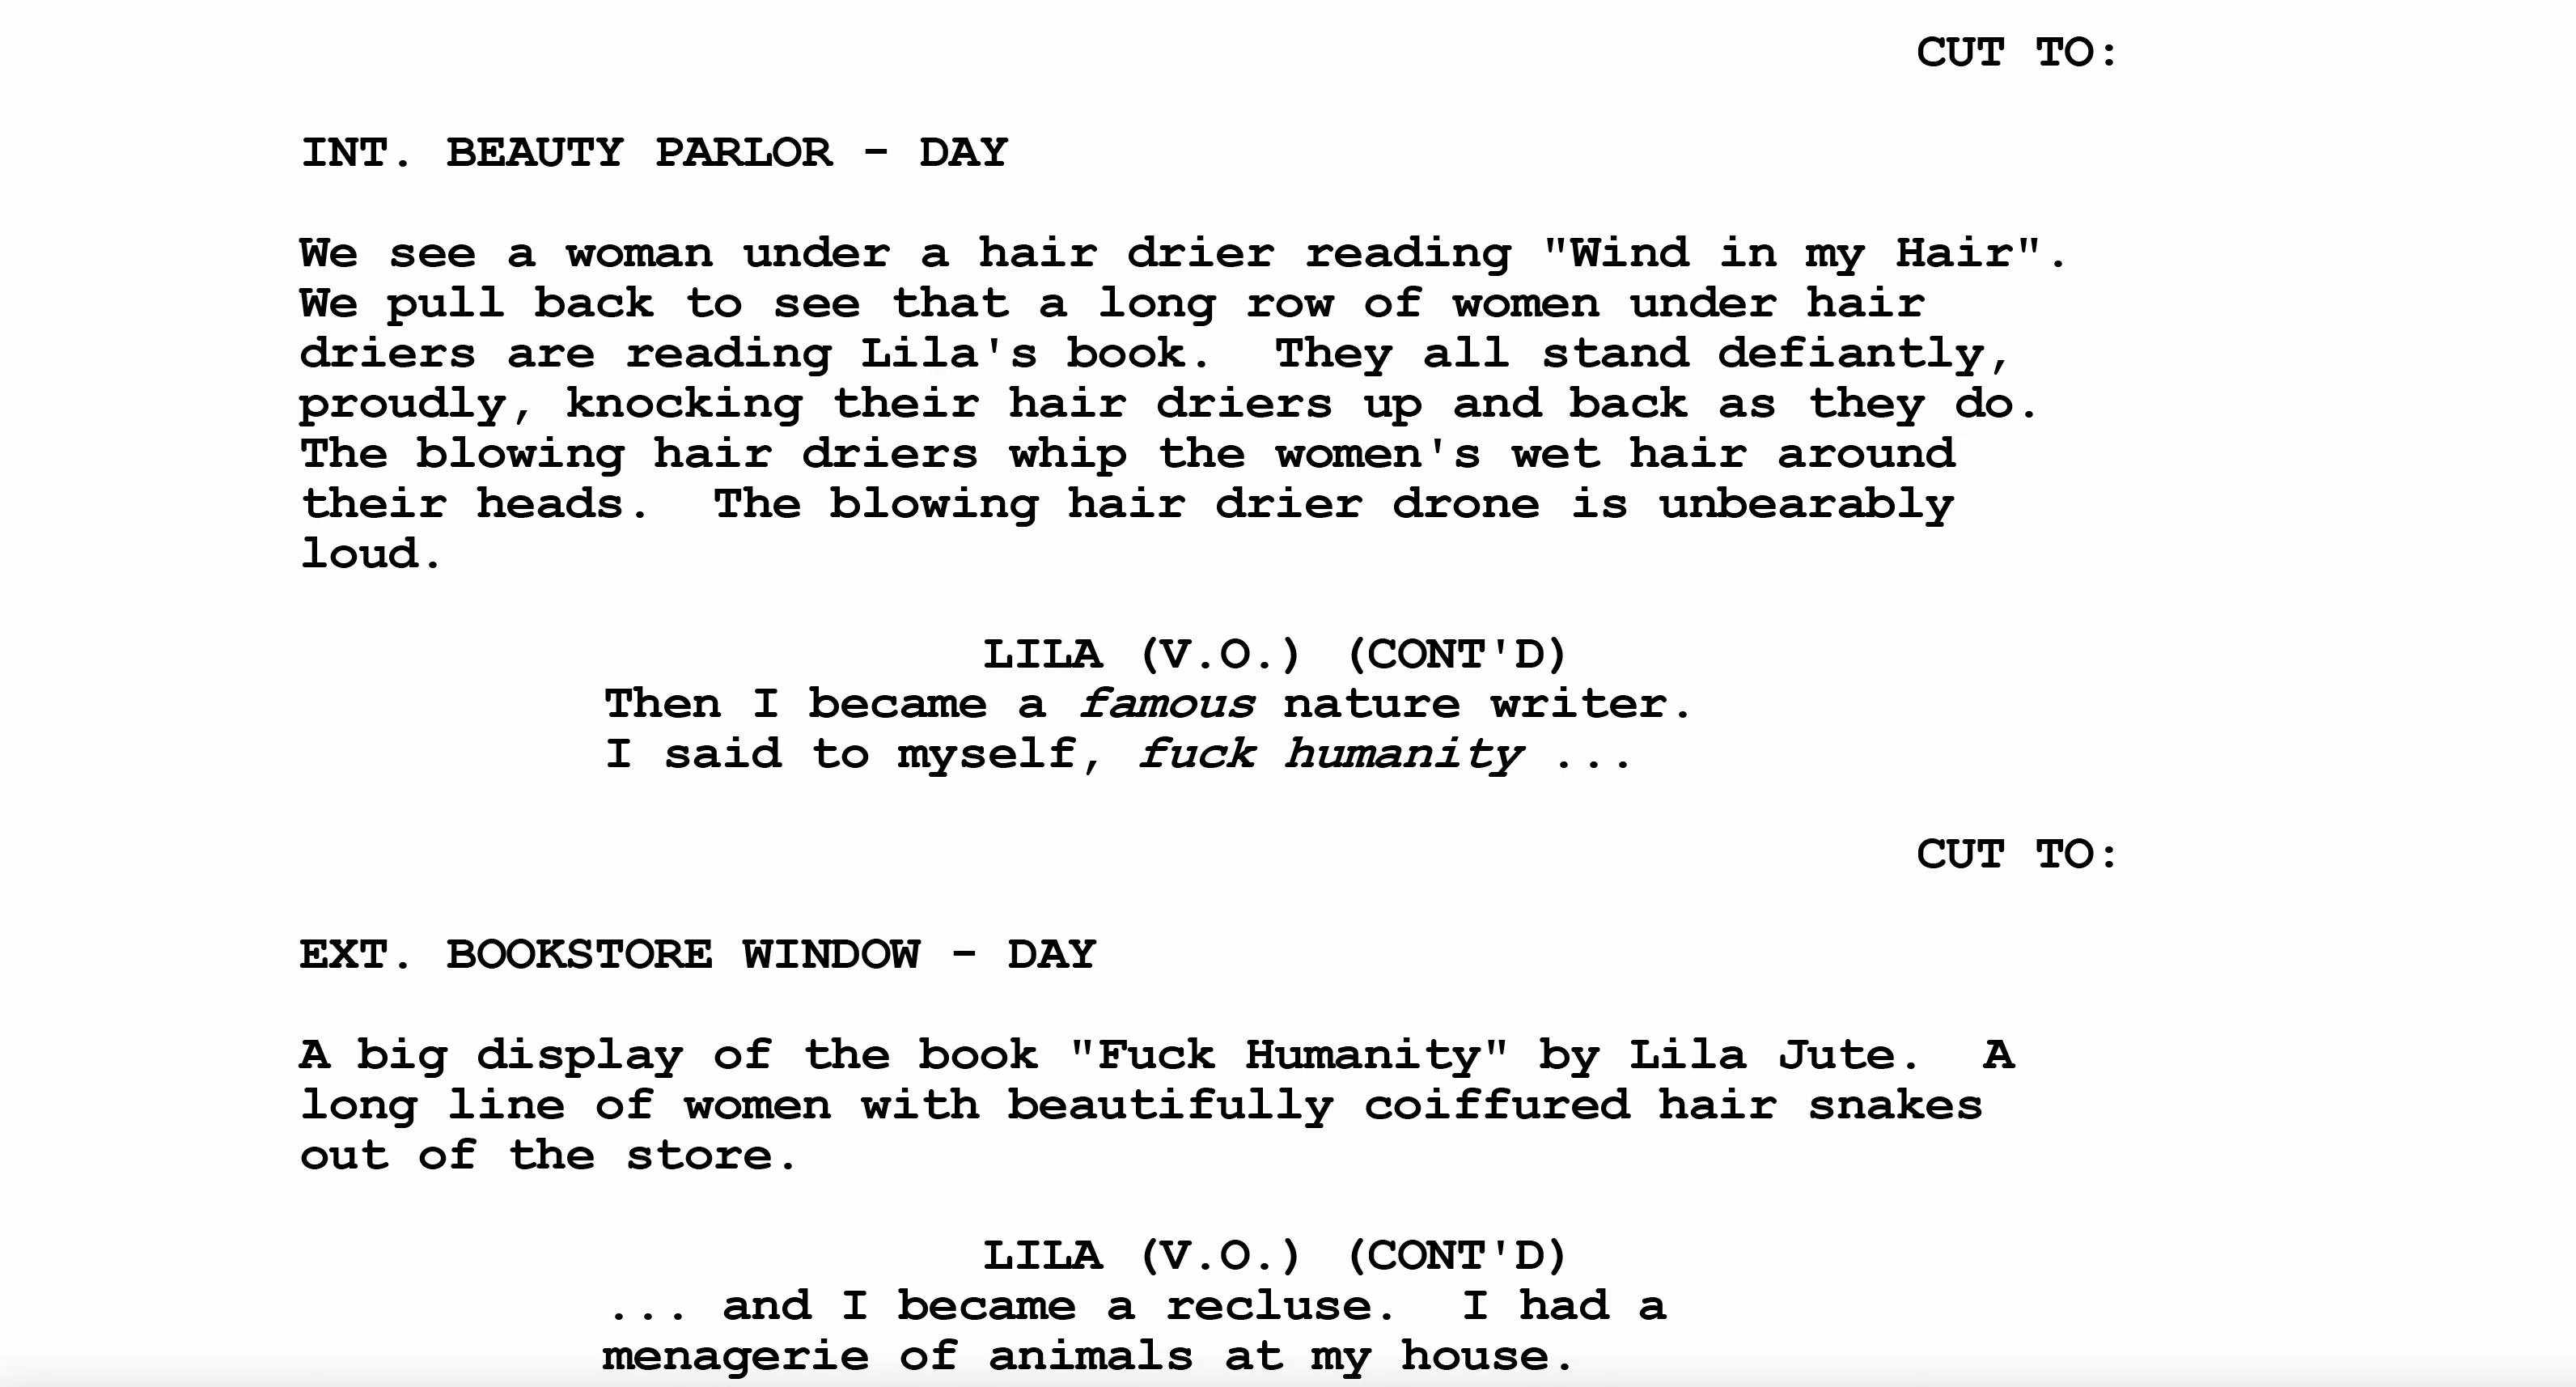 CUT TO:
INT. BEAUTY PARLOR - DAY
We see a woman under a hair drier reading "Wind in my Hair".
We pull back to see that a long row of women under hair
driers are reading Lila's book.  They all stand defiantly,
proudly, knocking their hair driers up and back as they do.
The blowing hair driers whip the women's wet hair around
their heads.  The blowing hair drier drone is unbearably
loud.
LILA (V.O.) (CONT'D)
Then I became a famous nature writer.
I said to myself, fuck humanity ...
CUT TO:
EXT. BOOKSTORE WINDOW - DAY
A big display of the book "Fuck Humanity" by Lila Jute.  A
long line of women with beautifully coiffured hair snakes
out of the store.
LILA (V.O.) (CONT'D)
... and I became a recluse.  I had a
menagerie of animals at my house.